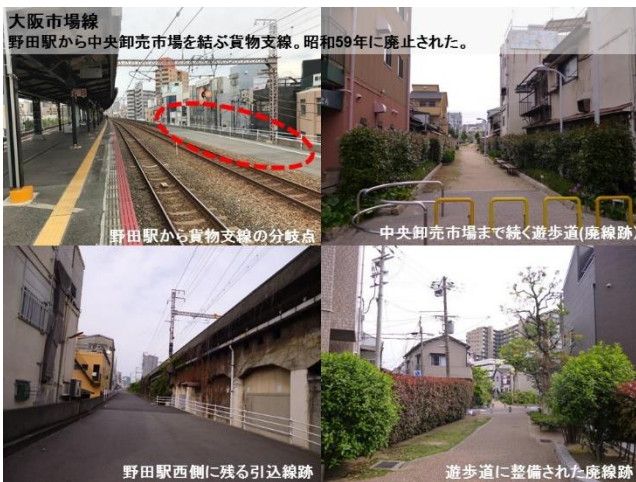 大阪市場線
野田駅から中央卸売市場を結ぶ貨物支線。昭和59年に廃止された。
野田駅から貨物支線の分岐点
中央卸売市場まで続く遊歩道(廃線跡)
野田駅西側に残る引込線跡
遊歩道に整備された廃線跡